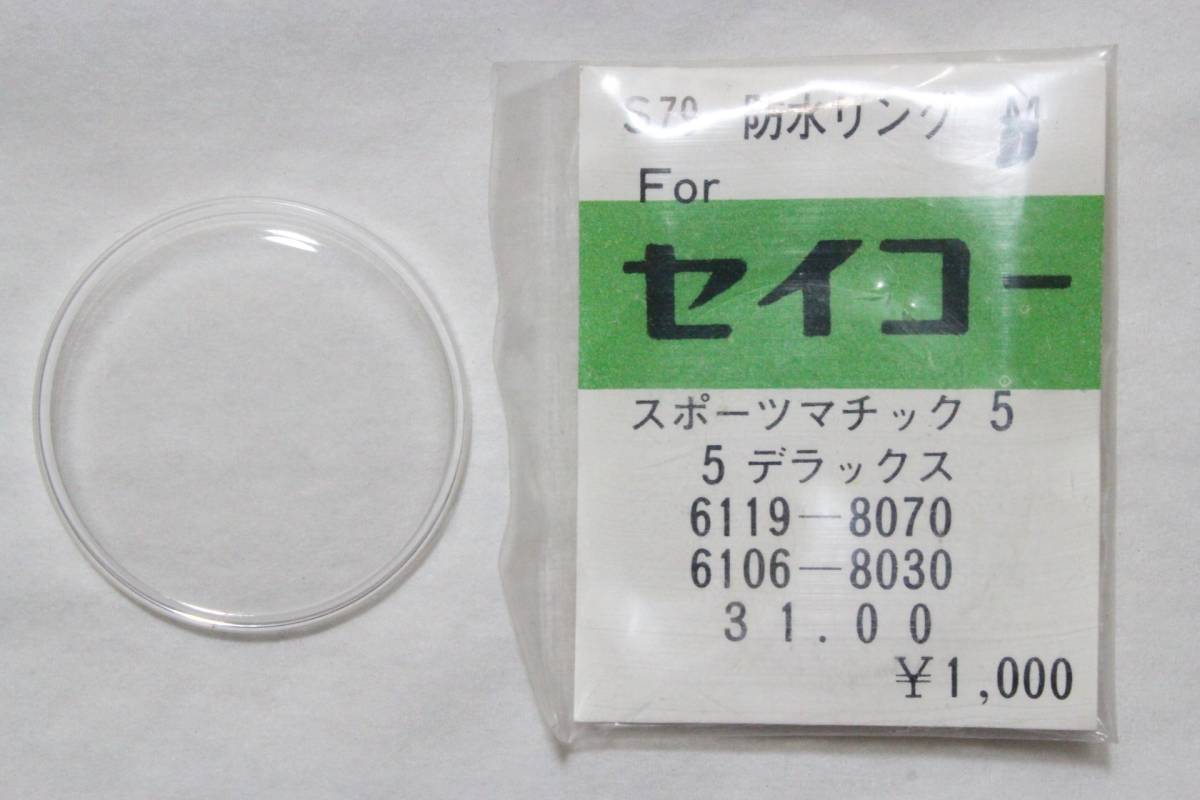 S79 防水リング M
For
セイコー
スポーツマチック 5
5 デラックス
6119—8070
6106—8030
31.00
¥1,000